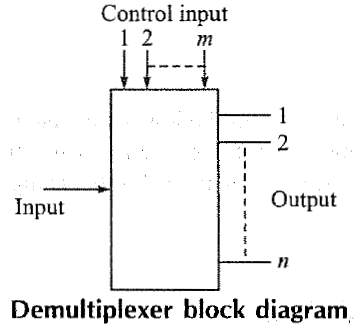 Control input
1 2 m
1
2
Input
Output
n
Demultiplexer block diagram